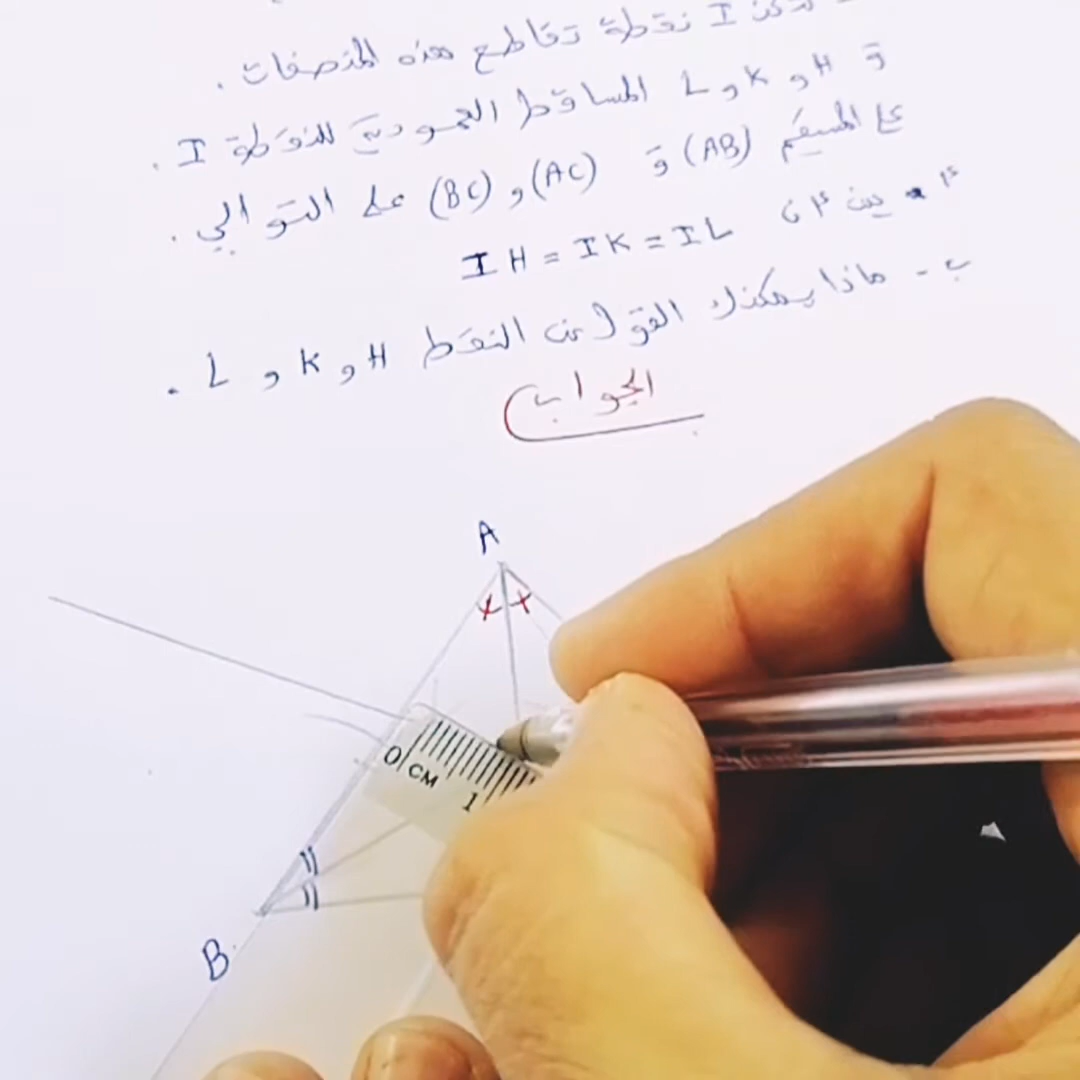 لتكن I نقطة تقاطع هذه المنصفات .
و H و K و L المساقط العمودية للنقطة I .
على المستقيم (AB) و (AC) و (BC) على التوالي .
أ - بين أن IH = IK = IL
ب - ماذا يمكنك القول عن النقط H و K و L .
الجواب
A
0 CM 1
B